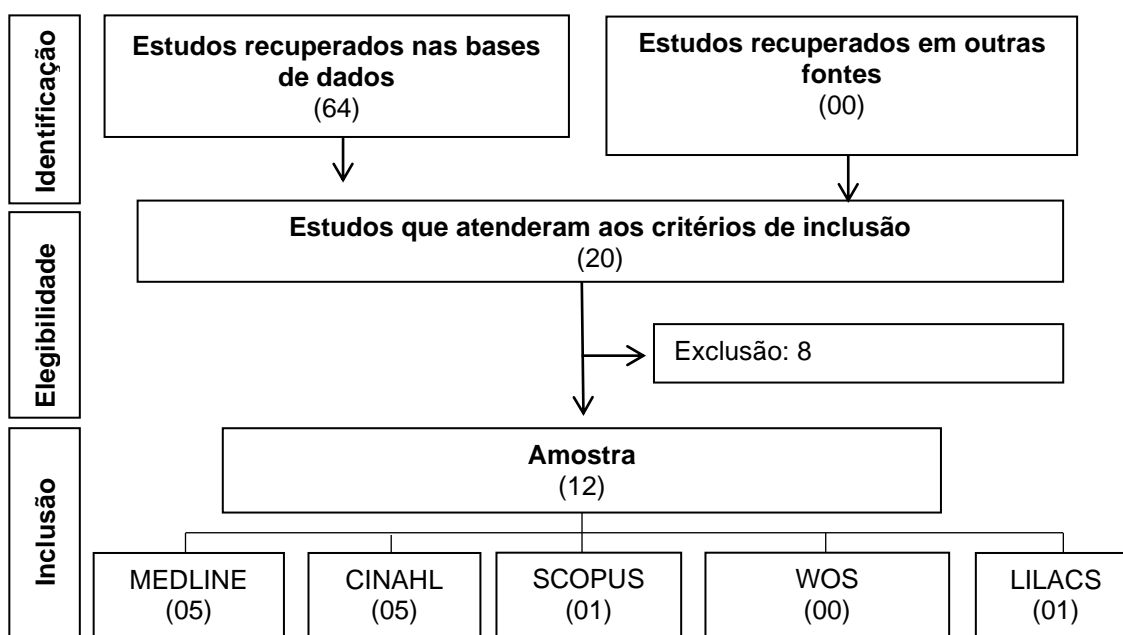 Identificação
Estudos recuperados nas bases
de dados
(64)
Estudos recuperados em outras
fontes
(00)
Elegibilidade
Estudos que atenderam aos critérios de inclusão
(20)
Exclusão: 8
Inclusão
Amostra
(12)
MEDLINE
(05)
CINAHL
(05)
SCOPUS
(01)
WOS
(00)
LILACS
(01)